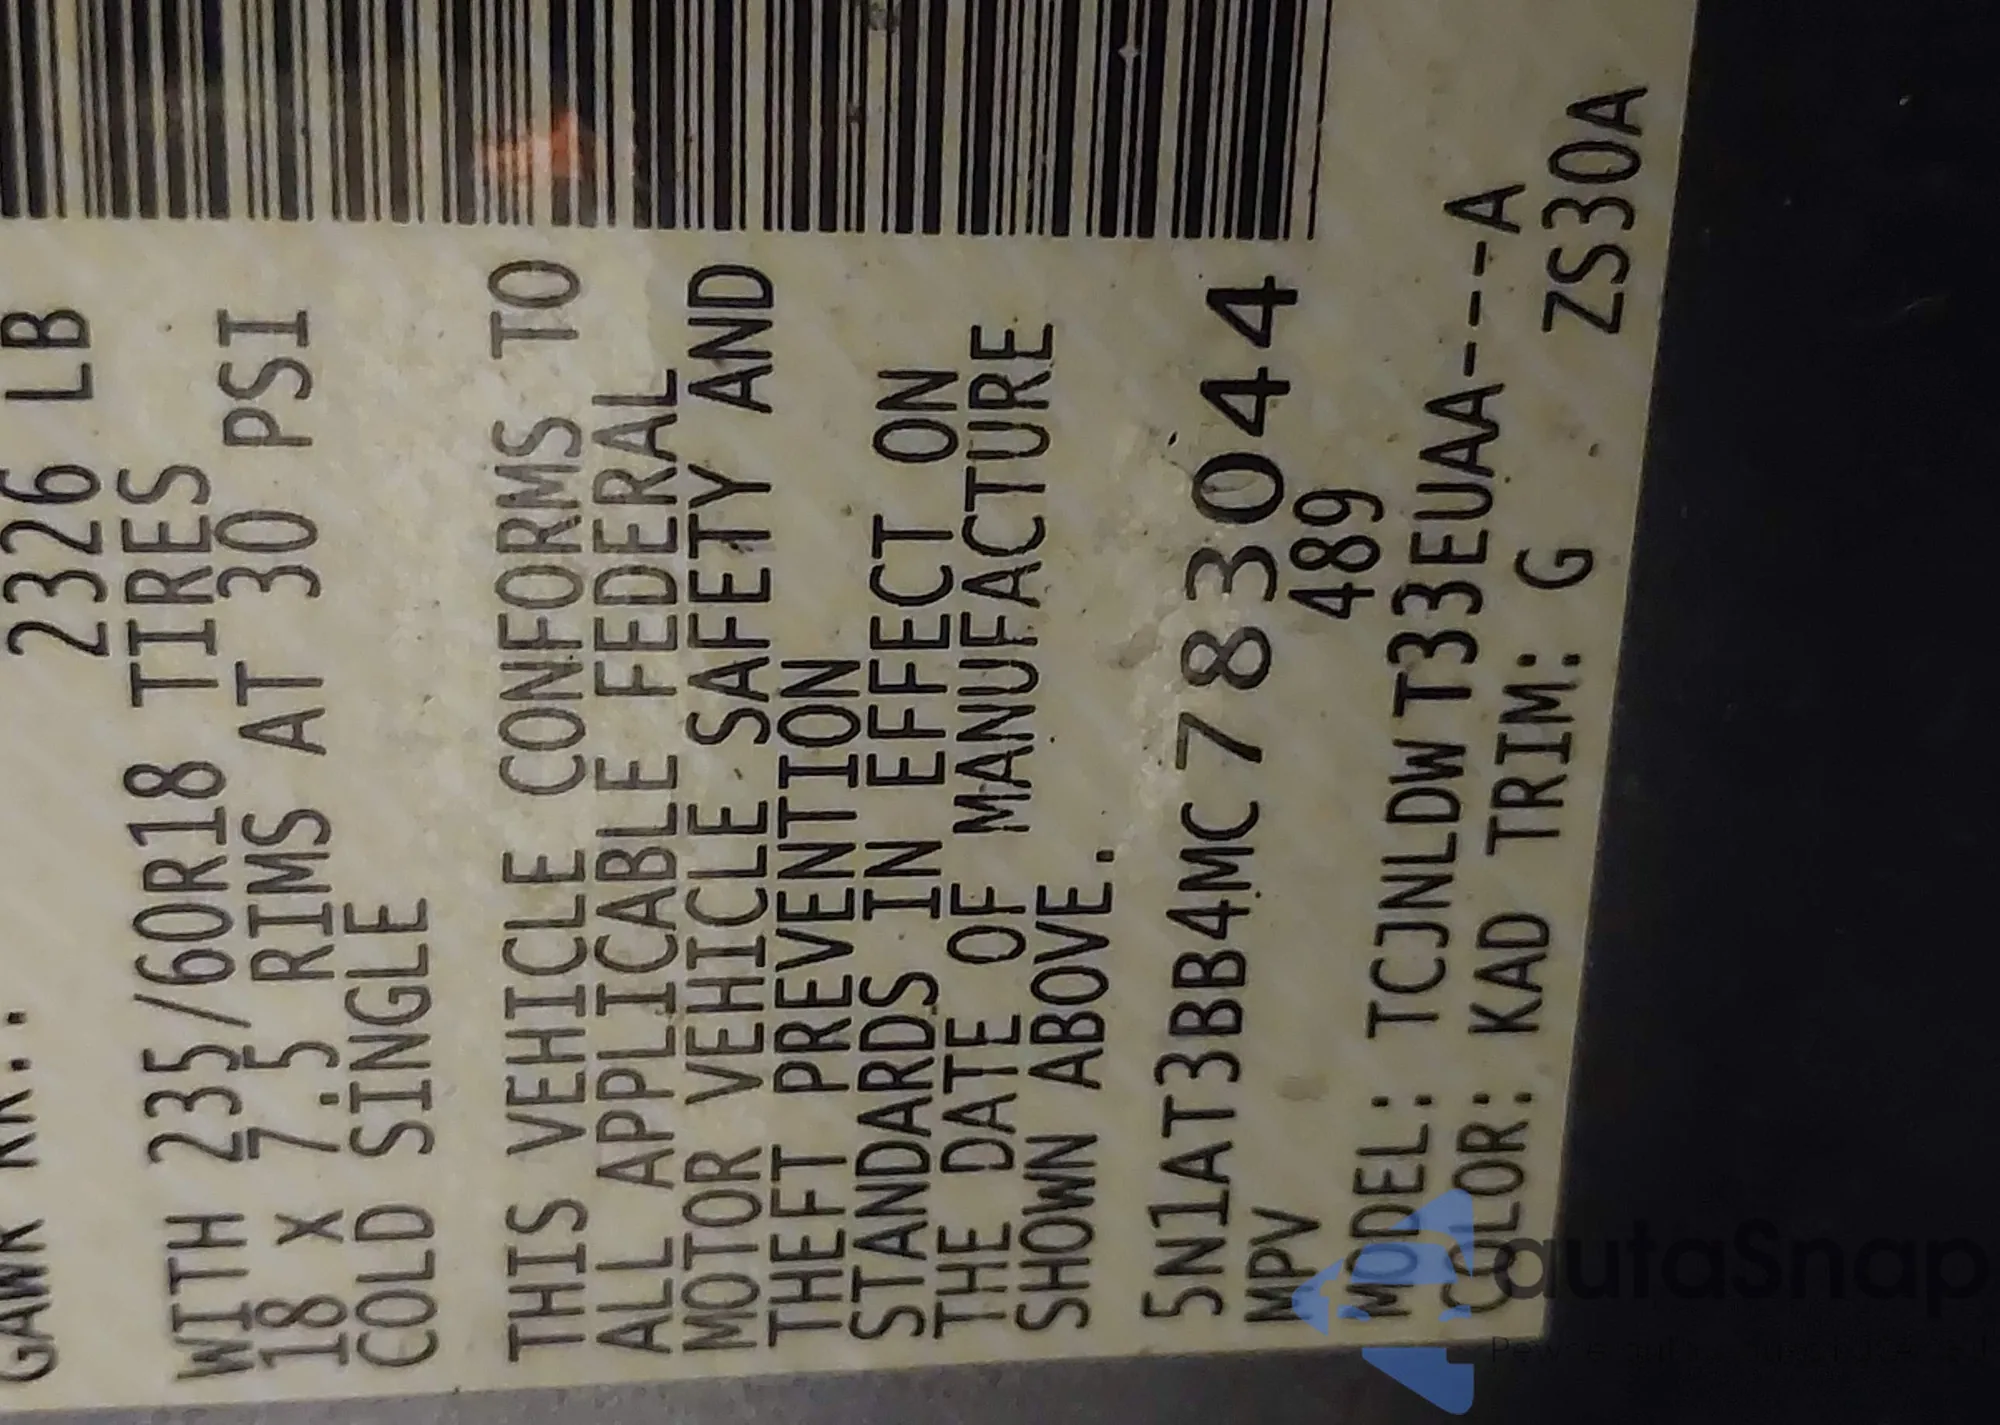 GAWR RR: 2326 LB
WITH 235/60R18 TIRES
18 X 7.5 RIMS AT 30 PSI
COLD SINGLE
THIS VEHICLE CONFORMS TO
ALL APPLICABLE FEDERAL
MOTOR VEHICLE SAFETY AND
THEFT PREVENTION
STANDARDS IN EFFECT ON
THE DATE OF MANUFACTURE
SHOWN ABOVE.
5N1AT3BB4MC783044
MPV 489
MODEL: TCJNLDWT33EUAA----A
COLOR: KAD TRIM: G ZS30A
autaSnap